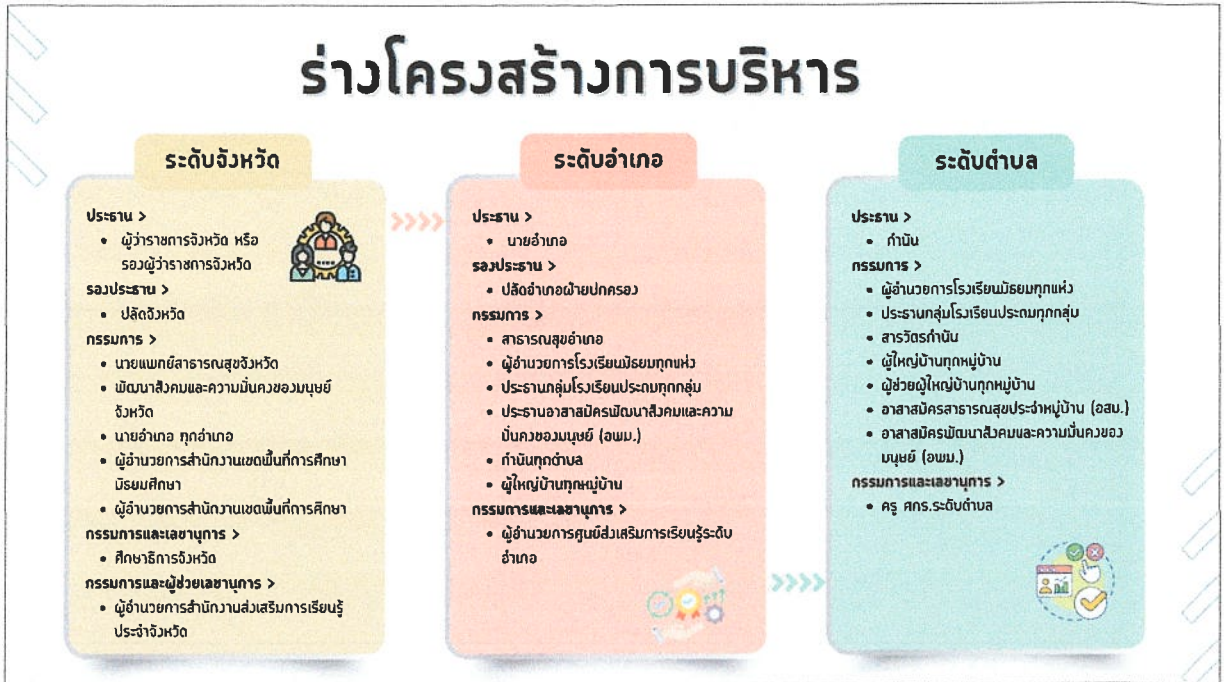 ร่างโครงสร้างการบริหาร
ระดับจังหวัด
ประธาน >
• ผู้ว่าราชการจังหวัด หรือ
รองผู้ว่าราชการจังหวัด
รองประธาน >
• ปลัดจังหวัด
กรรมการ >
• นายแพทย์สาธารณสุขจังหวัด
• พัฒนาสังคมและความมั่นคงของมนุษย์
จังหวัด
• นายอำเภอ ทุกอำเภอ
• ผู้อำนวยการสำนักงานเขตพื้นที่การศึกษา
มัธยมศึกษา
• ผู้อำนวยการสำนักงานเขตพื้นที่การศึกษา
กรรมการและเลขานุการ >
• ศึกษาธิการจังหวัด
กรรมการและผู้ช่วยเลขานุการ >
• ผู้อำนวยการสำนักงานส่งเสริมการเรียนรู้
ประจำจังหวัด
ระดับอำเภอ
ประธาน >
• นายอำเภอ
รองประธาน >
• ปลัดอำเภอฝ่ายปกครอง
กรรมการ >
• สาธารณสุขอำเภอ
• ผู้อำนวยการโรงเรียนมัธยมทุกแห่ง
• ประธานกลุ่มโรงเรียนประถมทุกกลุ่ม
• ประธานอาสาสมัครพัฒนาสังคมและความ
มั่นคงของมนุษย์ (อพม.)
• กำนันทุกตำบล
• ผู้ใหญ่บ้านทุกหมู่บ้าน
กรรมการและเลขานุการ >
• ผู้อำนวยการศูนย์ส่งเสริมการเรียนรู้ระดับ
อำเภอ
ระดับตำบล
ประธาน >
• กำนัน
กรรมการ >
• ผู้อำนวยการโรงเรียนมัธยมทุกแห่ง
• ประธานกลุ่มโรงเรียนประถมทุกกลุ่ม
• สารวัตรกำนัน
• ผู้ใหญ่บ้านทุกหมู่บ้าน
• ผู้ช่วยผู้ใหญ่บ้านทุกหมู่บ้าน
• อาสาสมัครสาธารณสุขประจำหมู่บ้าน (อสม.)
• อาสาสมัครพัฒนาสังคมและความมั่นคงของ
มนุษย์ (อพม.)
กรรมการและเลขานุการ >
• ครู ศกร.ระดับตำบล